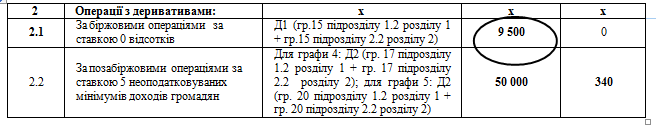 2 Операції з деривативами: х х х
2.1 За біржовими операціями за ставкою 0 відсотків Д1 (гр.15 підрозділу 1.2 розділу 1 + гр.15 підрозділу 2.2 розділу 2) 9 500 0
2.2 За позабіржовими операціями за ставкою 5 неоподатковуваних мінімумів доходів громадян Для графи 4: Д2 (гр. 17 підрозділу 1.2 розділу 1 + гр. 17 підрозділу 2.2 розділу 2); для графи 5: Д2 (гр. 20 підрозділу 1.2 розділу 1 + гр. 20 підрозділу 2.2 розділу 2) 50 000 340